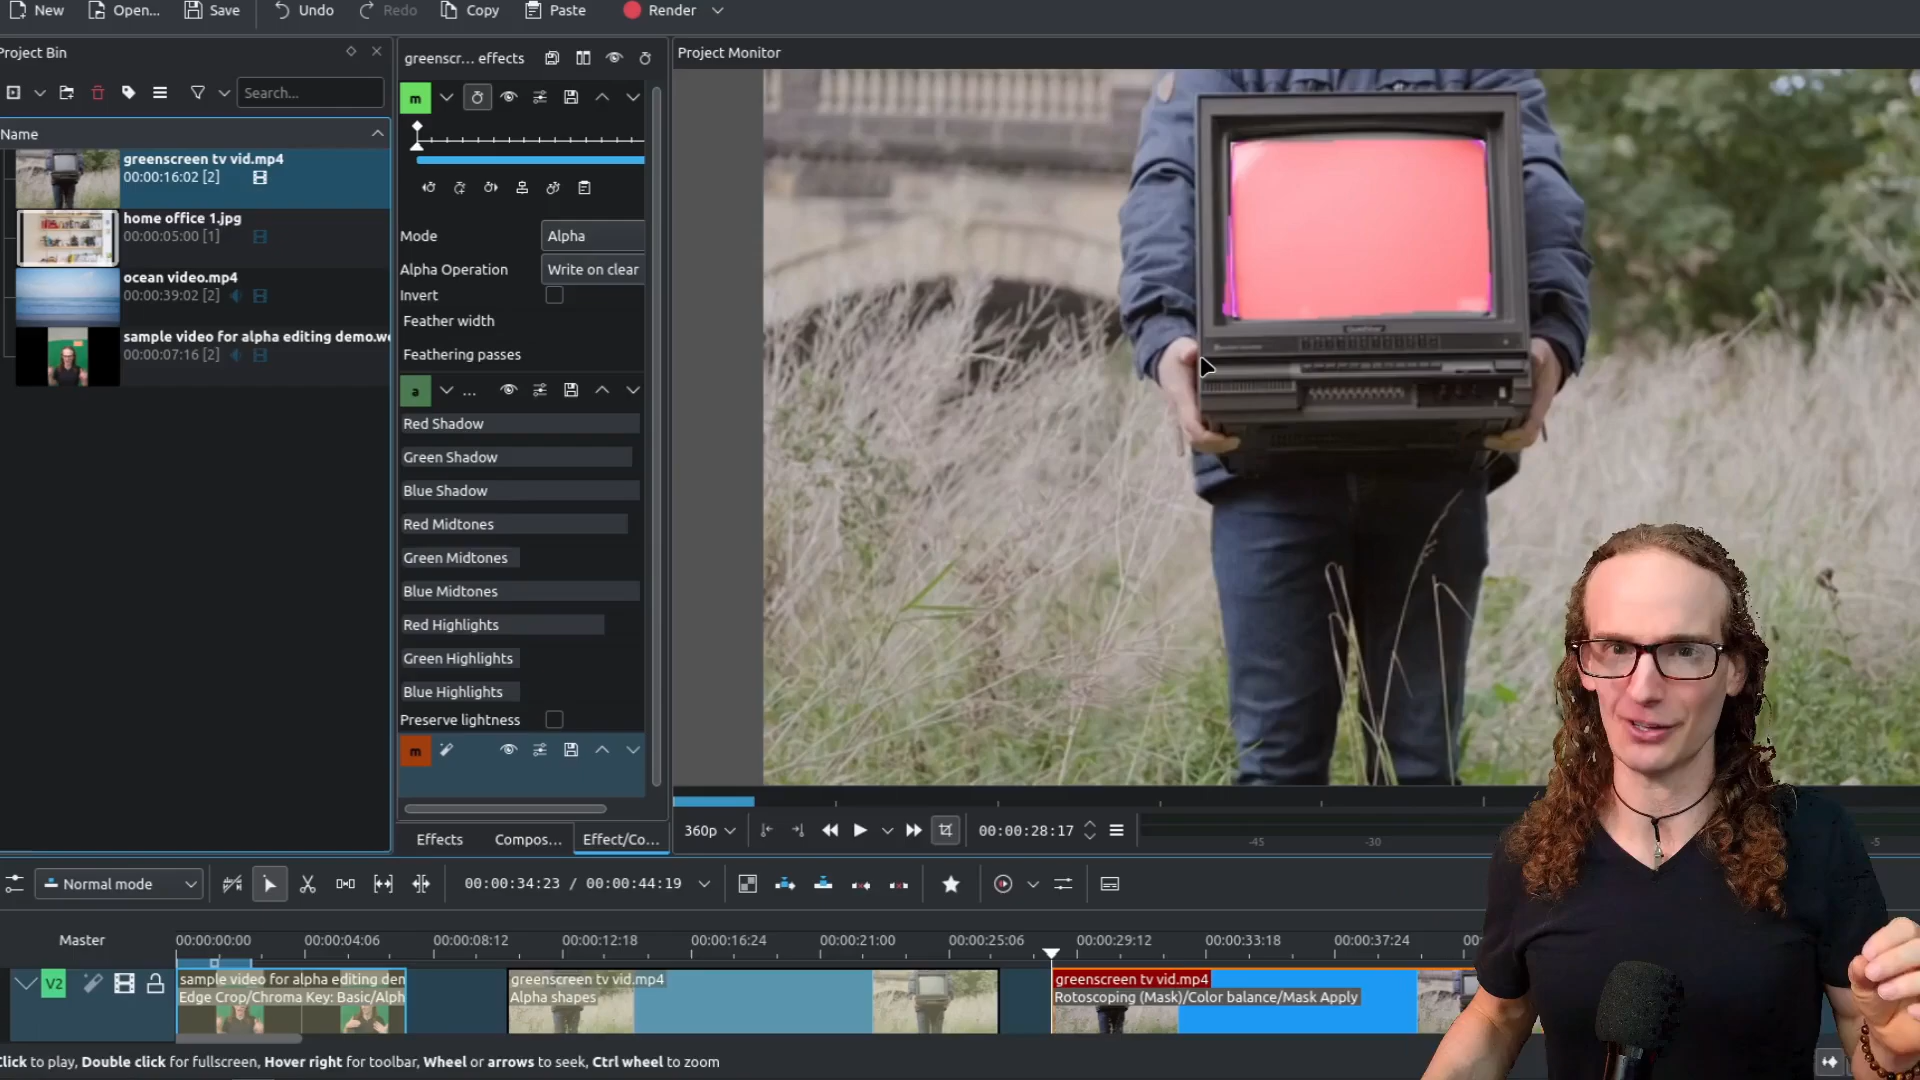 New Open... Save Undo Redo Copy Paste Render
Project Bin
Search...
Name
greenscreen tv vid.mp4
00:00:16:02 [2]
home office 1.jpg
00:00:05:00 [1]
ocean video.mp4
00:00:39:02 [2]
sample video for alpha editing demo.we
00:00:07:16 [2]
greenscr... effects
m
Mode Alpha
Alpha Operation Write on clear
Invert
Feather width
Feathering passes
a ...
Red Shadow
Green Shadow
Blue Shadow
Red Midtones
Green Midtones
Blue Midtones
Red Highlights
Green Highlights
Blue Highlights
Preserve lightness
m
Effects Compos... Effect/Co...
Project Monitor
360p 00:00:28:17 -45 -30 -5
Normal mode 00:00:34:23 / 00:00:44:19
Master 00:00:00:00 00:00:04:06 00:00:08:12 00:00:12:18 00:00:16:24 00:00:21:00 00:00:25:06 00:00:29:12 00:00:33:18 00:00:37:24 00:
V2
sample video for alpha editing den
Edge Crop/Chroma Key: Basic/Alph
greenscreen tv vid.mp4
Alpha shapes
greenscreen tv vid.mp4
Rotoscoping (Mask)/Color balance/Mask Apply
Click to play, Double click for fullscreen, Hover right for toolbar, Wheel or arrows to seek, Ctrl wheel to zoom